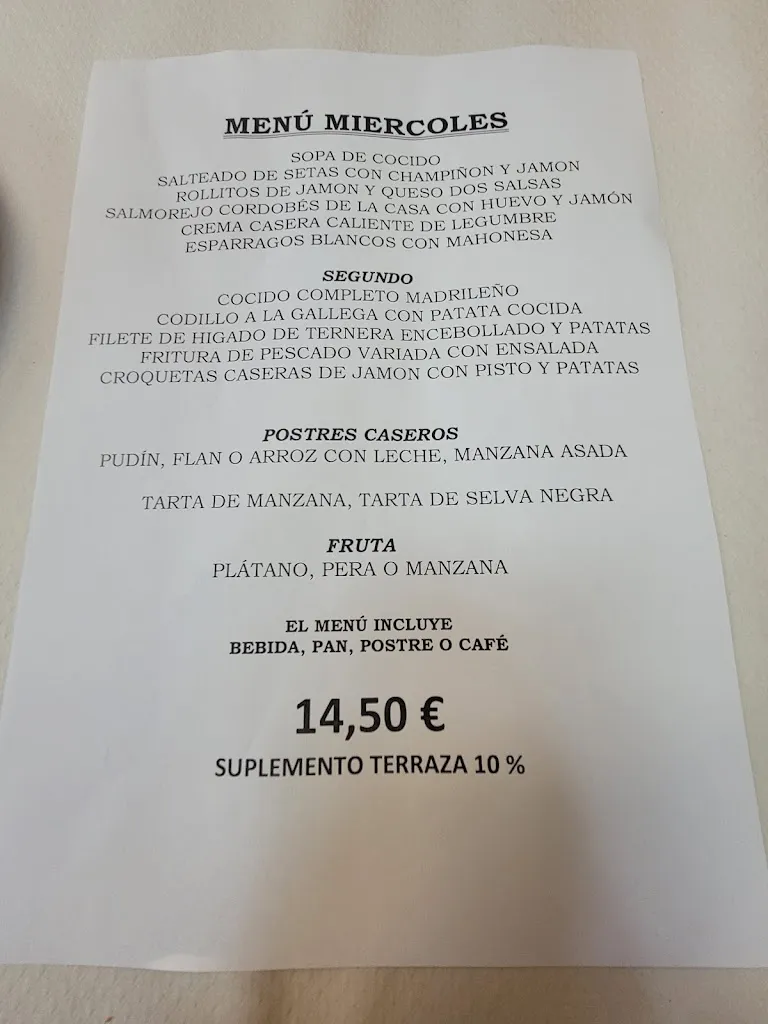 MENÚ MIERCOLES
SOPA DE COCIDO
SALTEADO DE SETAS CON CHAMPIÑON Y JAMON
ROLLITOS DE JAMON Y QUESO DOS SALSAS
SALMOREJO CORDOBÉS DE LA CASA CON HUEVO Y JAMÓN
CREMA CASERA CALIENTE DE LEGUMBRE
ESPARRAGOS BLANCOS CON MAHONESA
SEGUNDO
COCIDO COMPLETO MADRILEÑO
CODILLO A LA GALLEGA CON PATATA COCIDA
FILETE DE HIGADO DE TERNERA ENCEBOLLADO Y PATATAS
FRITURA DE PESCADO VARIADA CON ENSALADA
CROQUETAS CASERAS DE JAMON CON PISTO Y PATATAS
POSTRES CASEROS
PUDÍN, FLAN O ARROZ CON LECHE, MANZANA ASADA
TARTA DE MANZANA, TARTA DE SELVA NEGRA
FRUTA
PLÁTANO, PERA O MANZANA
EL MENÚ INCLUYE
BEBIDA, PAN, POSTRE O CAFÉ
14,50 €
SUPLEMENTO TERRAZA 10 %